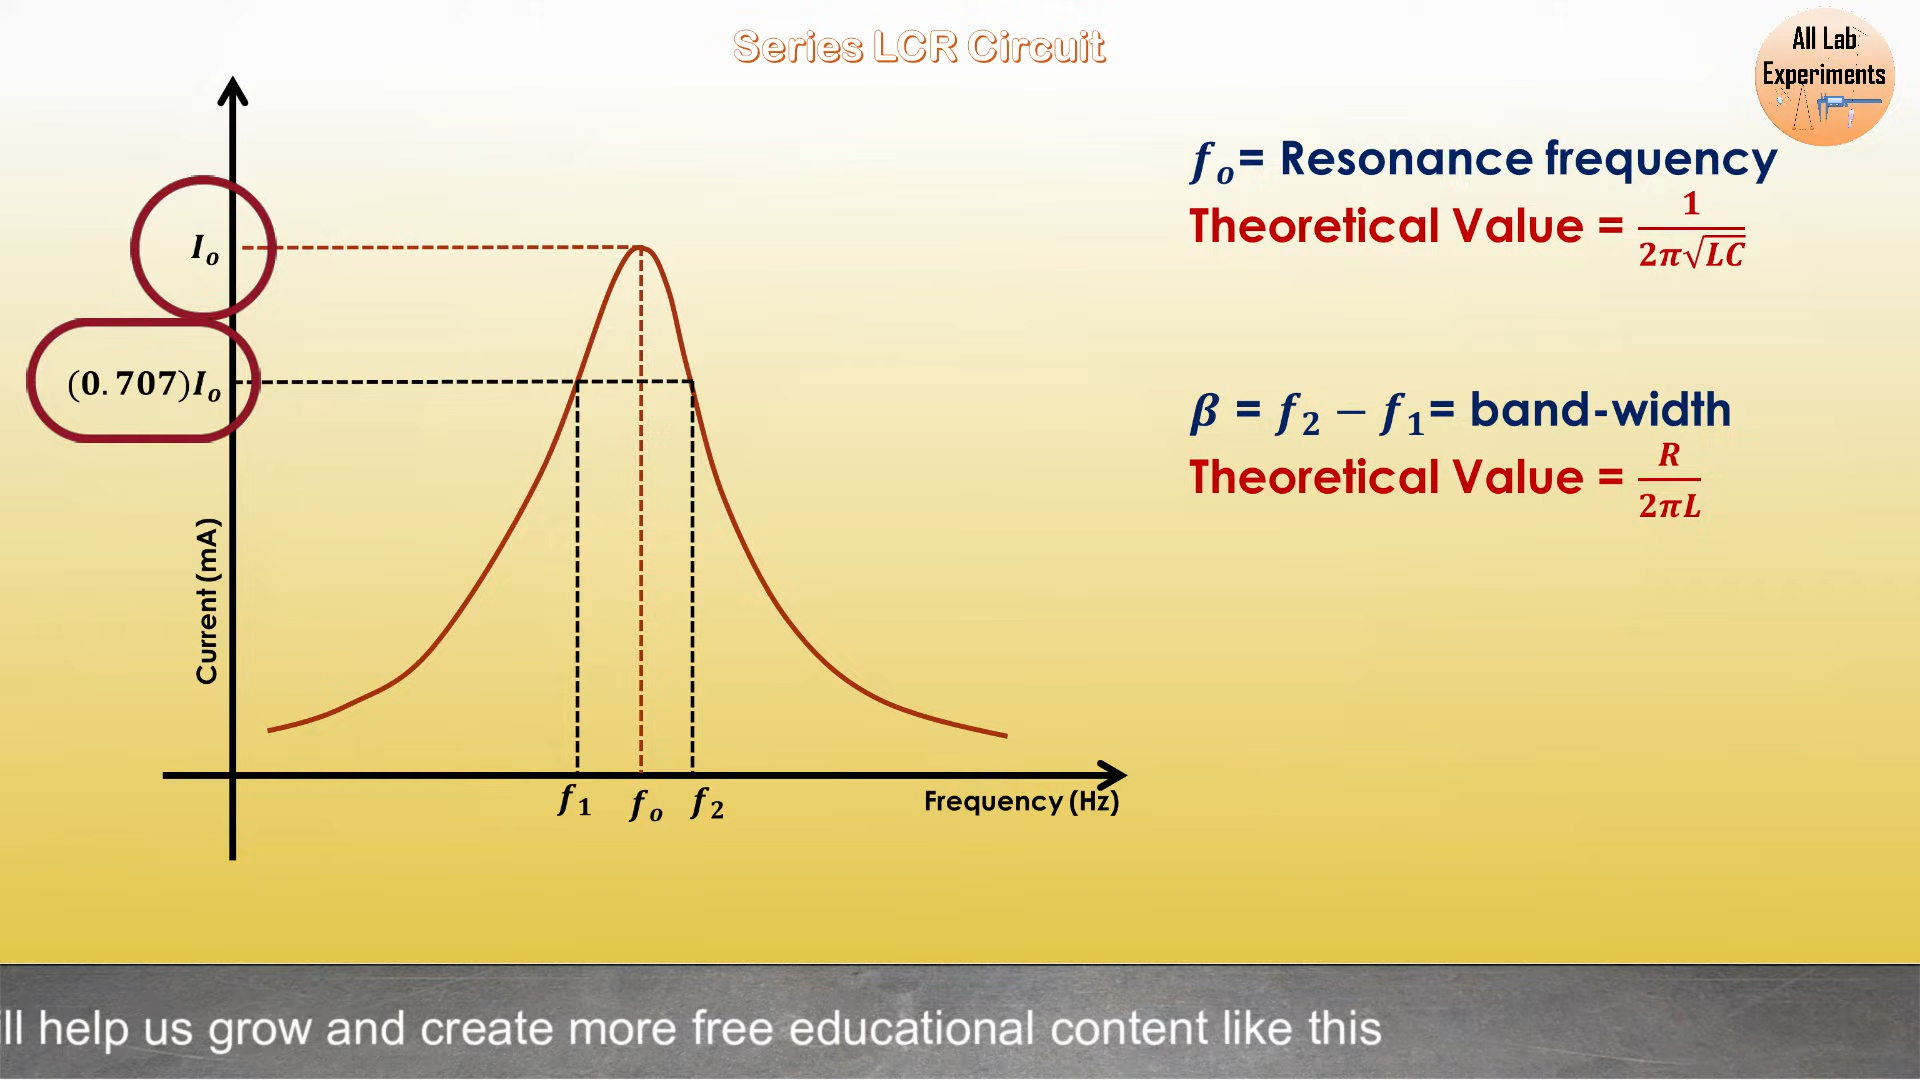 Series LCR Circuit
All Lab
Experiments
f_o= Resonance frequency
Theoretical Value = 1/(2π√LC)
I_o
(0.707)I_o
β = f_2 − f_1= band-width
Theoretical Value = R/(2πL)
Current (mA)
f_1 f_o f_2
Frequency (Hz)
ll help us grow and create more free educational content like this